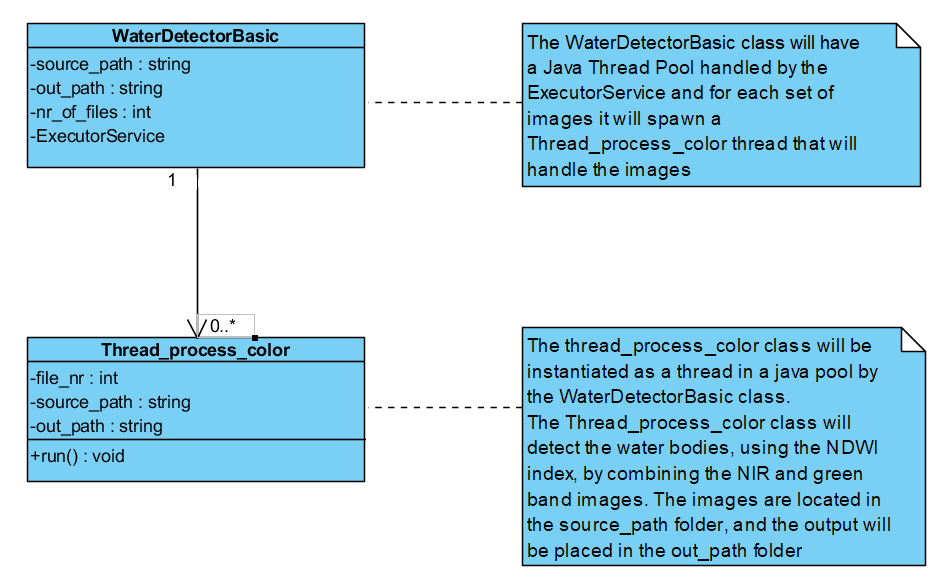 WaterDetectorBasic
-source_path : string
-out_path : string
-nr_of_files : int
-ExecutorService
The WaterDetectorBasic class will have
a Java Thread Pool handled by the
ExecutorService and for each set of
images it will spawn a
Thread_process_color thread that will
handle the images
1
0..*
Thread_process_color
-file_nr : int
-source_path : string
-out_path : string
+run() : void
The thread_process_color class will be
instantiated as a thread in a java pool by
the WaterDetectorBasic class.
The Thread_process_color class will
detect the water bodies, using the NDWI
index, by combining the NIR and green
band images. The images are located in
the source_path folder, and the output will
be placed in the out_path folder